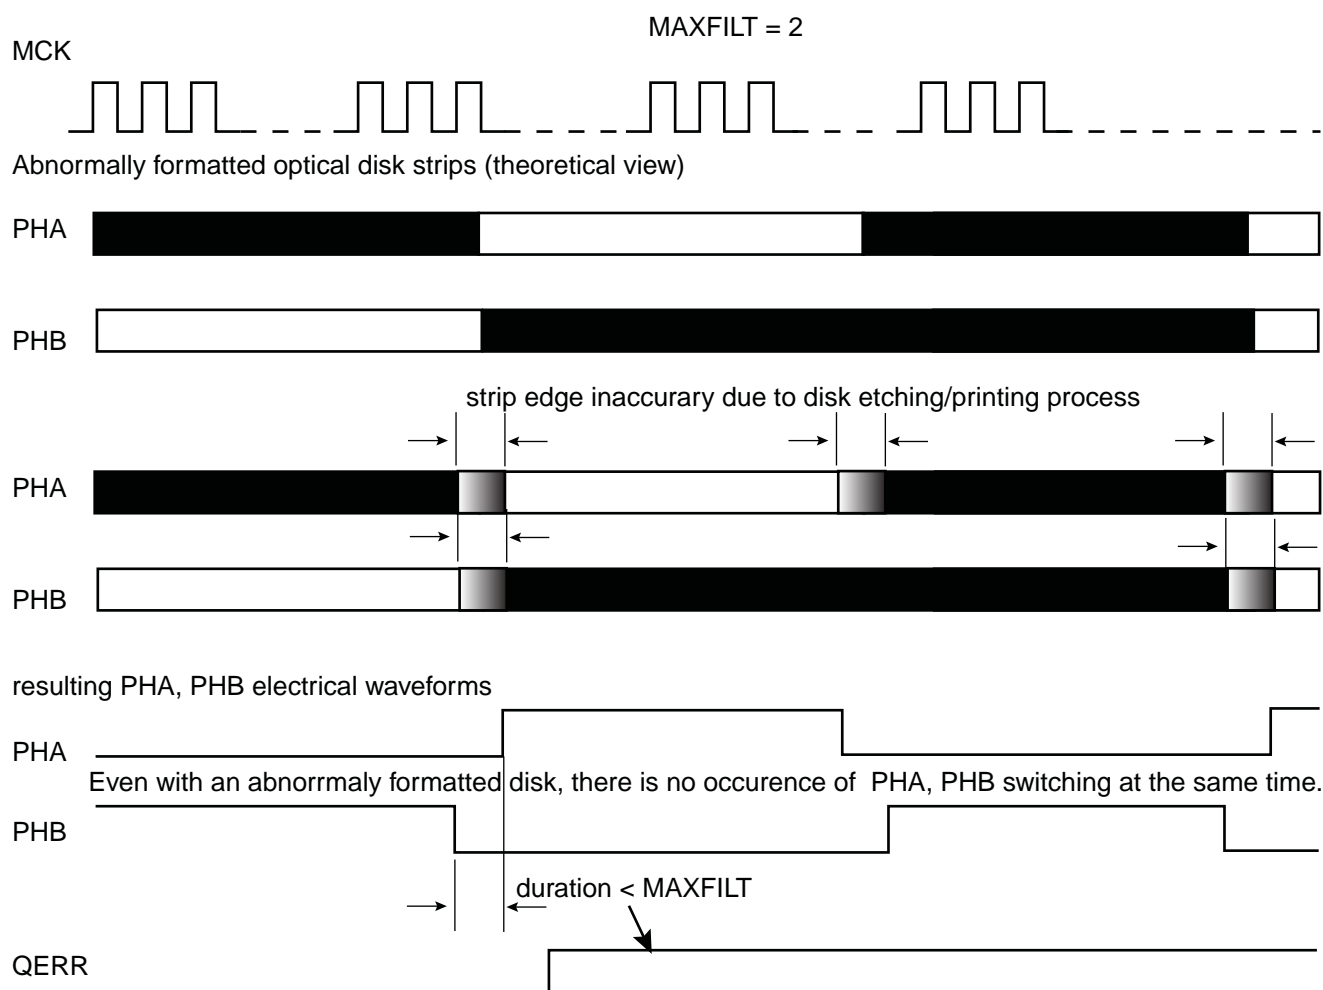 MAXFILT = 2
MCK
Abnormally formatted optical disk strips (theoretical view)
PHA
PHB
strip edge inaccurary due to disk etching/printing process
PHA
PHB
resulting PHA, PHB electrical waveforms
PHA
Even with an abnorrmaly formatted disk, there is no occurence of PHA, PHB switching at the same time.
PHB
duration < MAXFILT
QERR